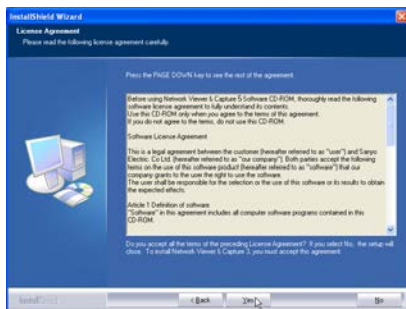 InstallShield Wizard
License Agreement
Please read the following license agreement carefully.
Press the PAGE DOWN key to see the rest of the agreement.
Before using Network Viewer & Capture 5 Software CD-ROM, thoroughly read the following
software license agreement to fully understand its contents.
Use this CD-ROM only when you agree to the terms of this agreement.
If you do not agree to the terms, do not use this CD-ROM.
Software License Agreement
This is a legal agreement between the customer (hereafter referred to as "user") and Sanyo
Electric. Co Ltd. (hereafter referred to as "our company"). Both parties accept the following
terms on the use of this software product (hereafter referred to as "software") that our
company grants to the user the right to use the software.
The user shall be responsible for the selection or the use of this software or its results to obtain
the expected effects.
Article 1 Definition of software
"Software" in this agreement includes all computer software programs contained in this
CD-ROM.
Do you accept all the terms of the preceding License Agreement? If you select No, the setup will
close. To install Network Viewer & Capture 3, you must accept this agreement.
InstallShield
< Back
Yes
No